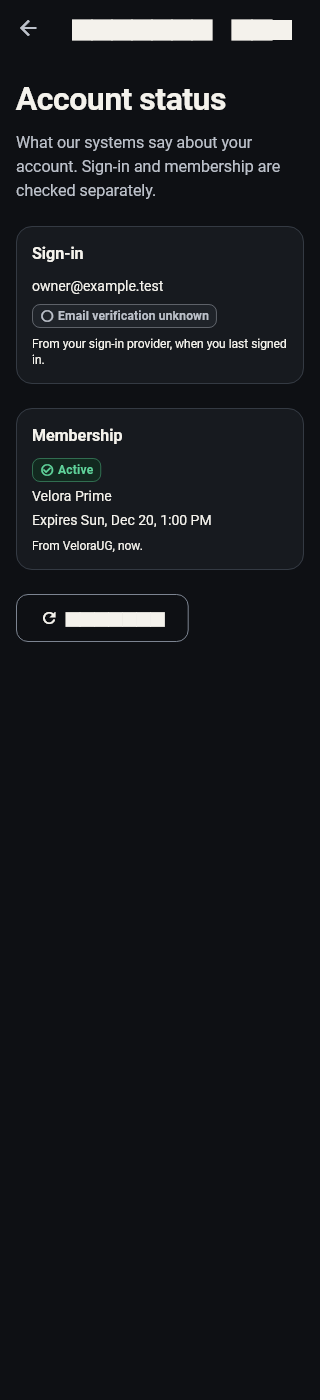 Account status
What our systems say about your
account. Sign-in and membership are
checked separately.
Sign-in
owner@example.test
Email verification unknown
From your sign-in provider, when you last signed
in.
Membership
Active
Velora Prime
Expires Sun, Dec 20, 1:00 PM
From VeloraUG, now.